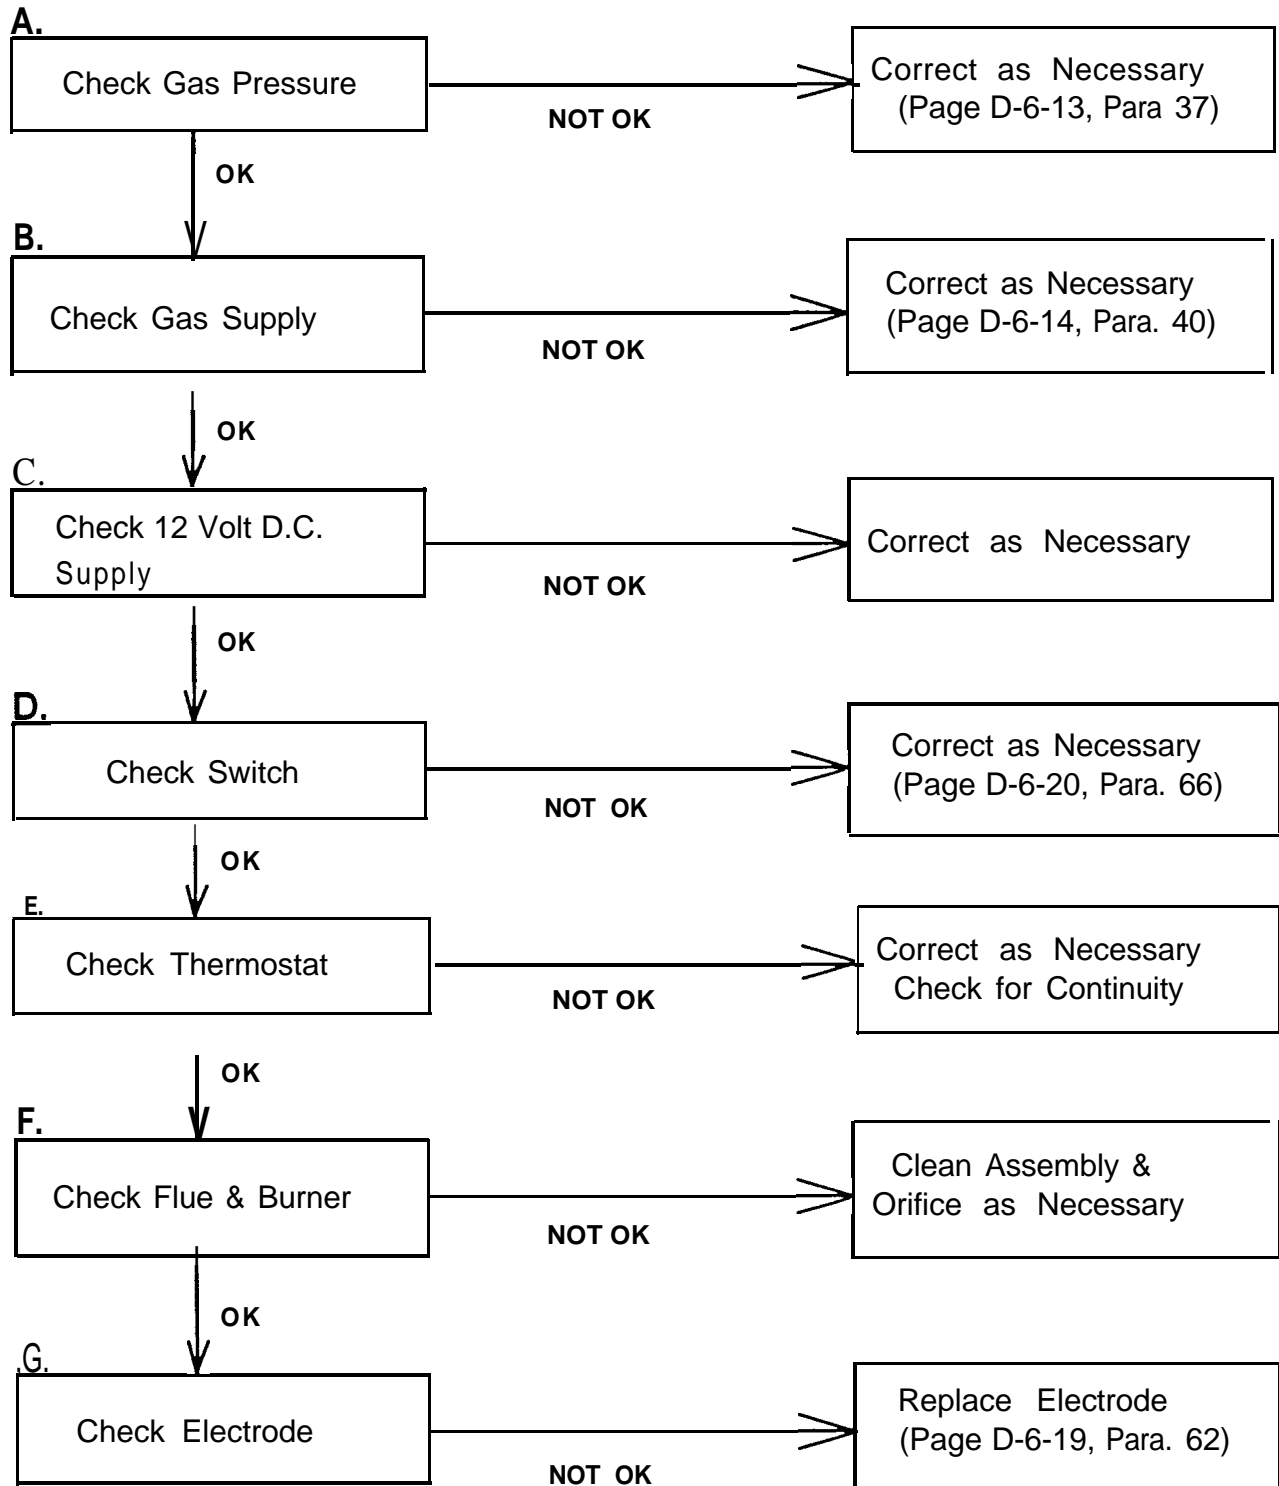 A.
Check Gas Pressure
NOT OK
Correct as Necessary
(Page D-6-13, Para 37)
OK
B.
Check Gas Supply
NOT OK
Correct as Necessary
(Page D-6-14, Para. 40)
OK
C.
Check 12 Volt D.C.
Supply
NOT OK
Correct as Necessary
OK
D.
Check Switch
NOT OK
Correct as Necessary
(Page D-6-20, Para. 66)
OK
E.
Check Thermostat
NOT OK
Correct as Necessary
Check for Continuity
OK
F.
Check Flue & Burner
NOT OK
Clean Assembly &
Orifice as Necessary
OK
.G.
Check Electrode
NOT OK
Replace Electrode
(Page D-6-19, Para. 62)